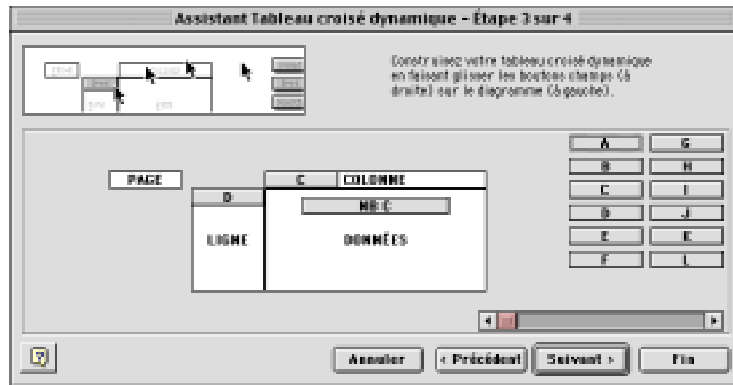 Assistant Tableau croisé dynamique - Étape 3 sur 4
Construisez votre tableau croisé dynamique
en faisant glisser les boutons champs (à
droite) sur le diagramme (à gauche).
A G
B H
PAGE C COLONNE C I
D NB C D J
LIGNE DONNÉES E K
F L
Annuler < Précédent Suivant > Fin